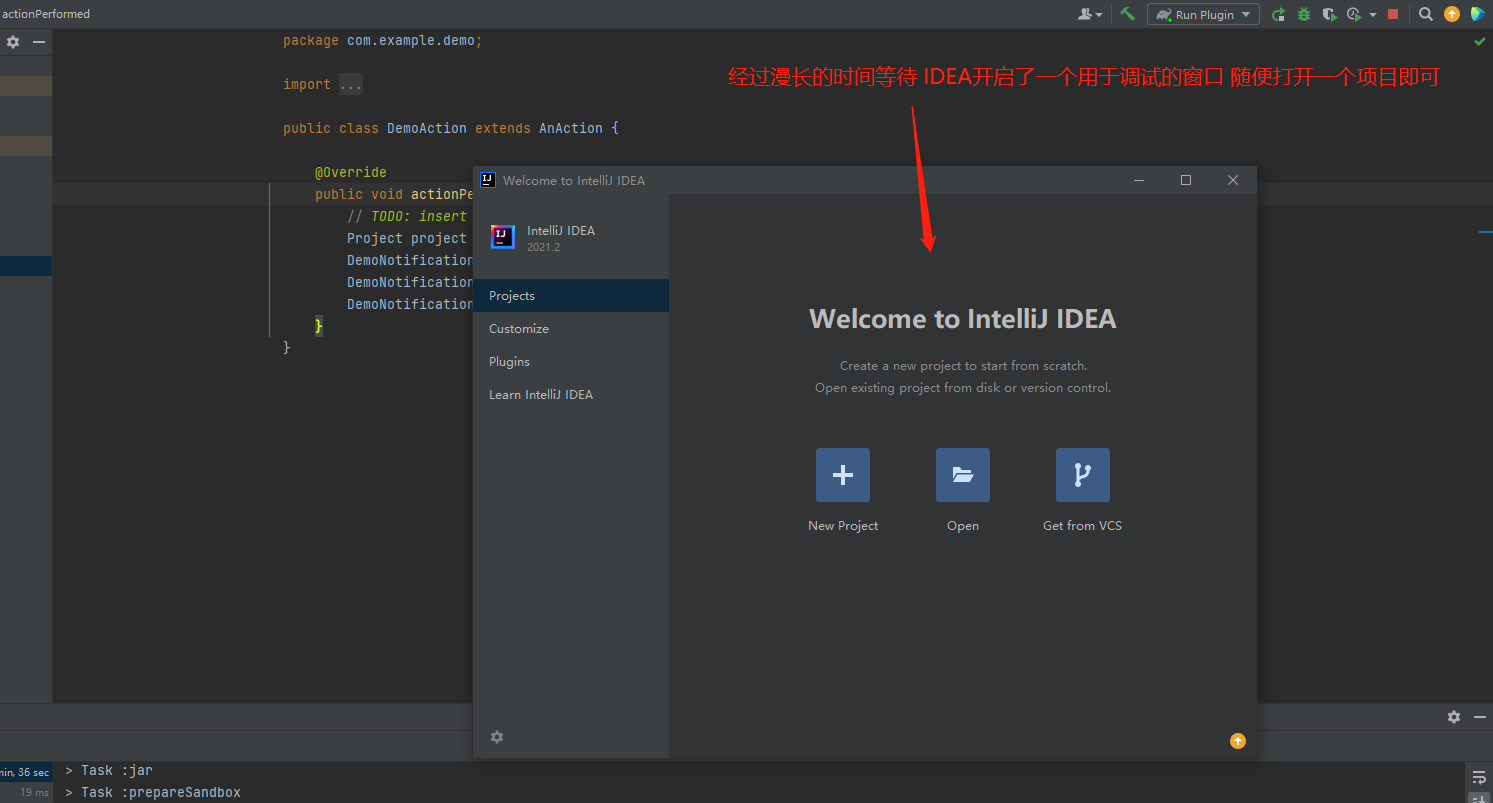 actionPerformed
Run Plugin
package com.example.demo;
经过漫长的时间等待 IDEA开启了一个用于调试的窗口 随便打开一个项目即可
import ...
public class DemoAction extends AnAction {
@Override
public void actionPe
// TODO: insert
Project project
DemoNotification
DemoNotification
DemoNotification
}
}
Welcome to IntelliJ IDEA
IntelliJ IDEA
2021.2
Projects
Customize
Plugins
Learn IntelliJ IDEA
Welcome to IntelliJ IDEA
Create a new project to start from scratch.
Open existing project from disk or version control.
New Project
Open
Get from VCS
min, 36 sec
> Task :jar
19 ms
> Task :prepareSandbox